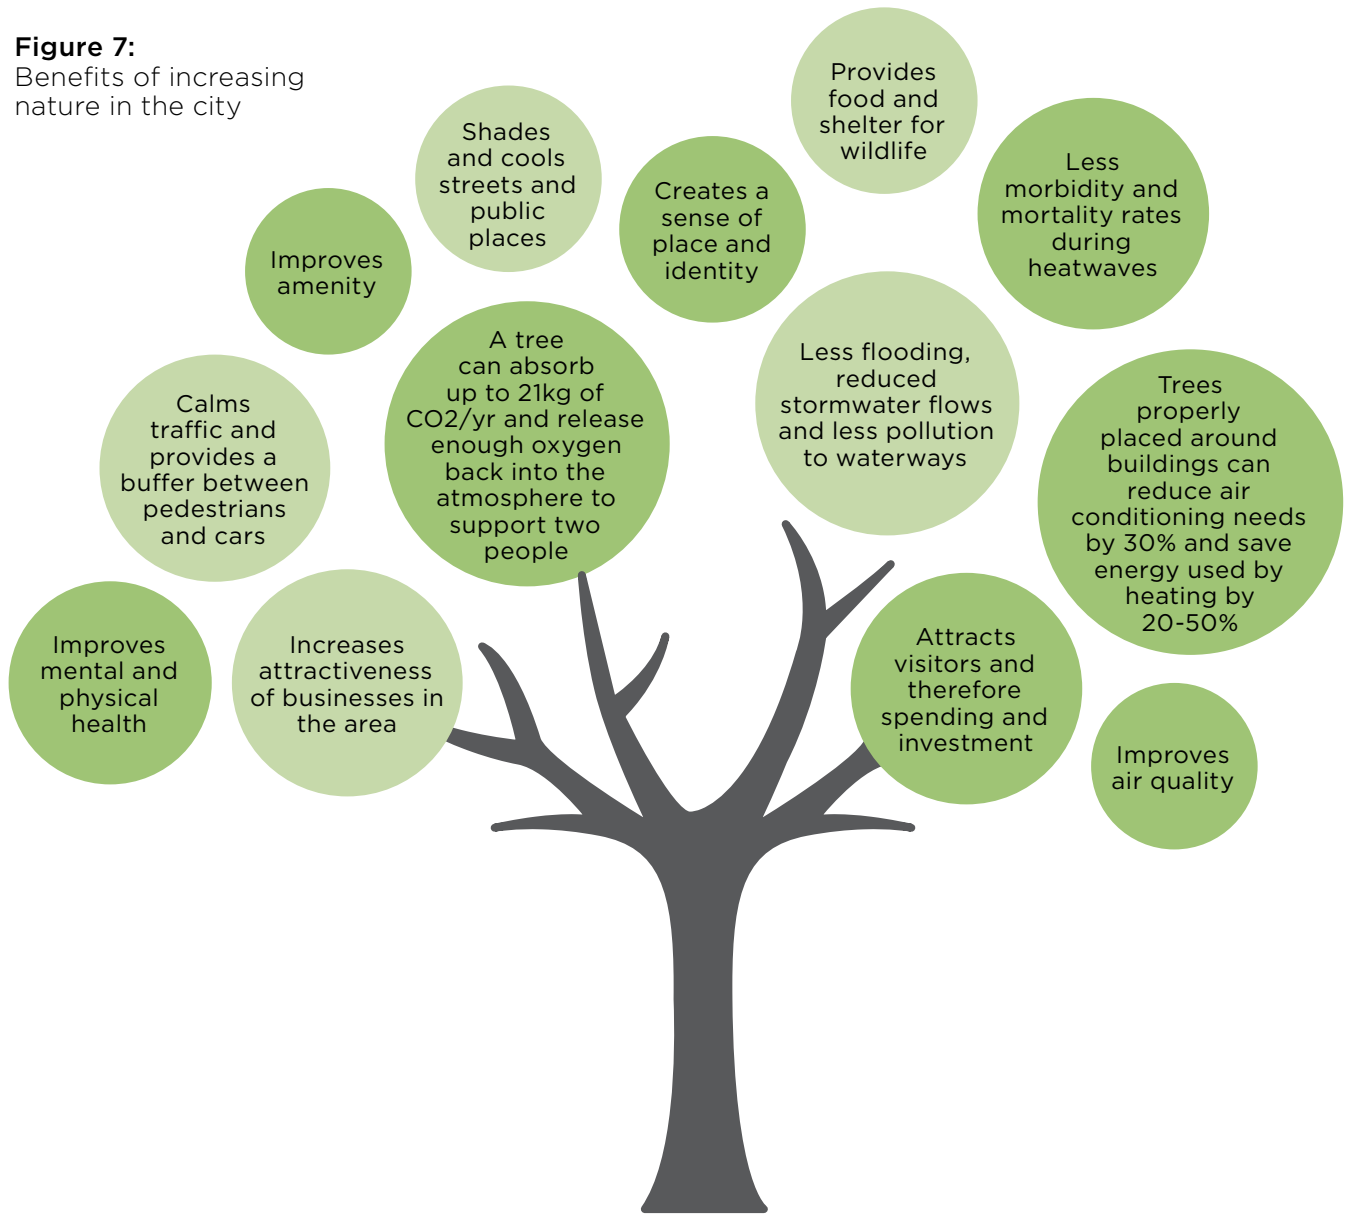 Figure 7:
Benefits of increasing
nature in the city
Provides
food and
shelter for
wildlife
Shades
and cools
streets and
public
places
Less
morbidity and
mortality rates
during
heatwaves
Creates a
sense of
place and
identity
Improves
amenity
A tree
can absorb
up to 21kg of
CO2/yr and release
enough oxygen
back into the
atmosphere to
support two
people
Less flooding,
reduced
stormwater flows
and less pollution
to waterways
Trees
properly
placed around
buildings can
reduce air
conditioning needs
by 30% and save
energy used by
heating by
20-50%
Calms
traffic and
provides a
buffer between
pedestrians
and cars
Improves
mental and
physical
health
Increases
attractiveness
of businesses in
the area
Attracts
visitors and
therefore
spending and
investment
Improves
air quality